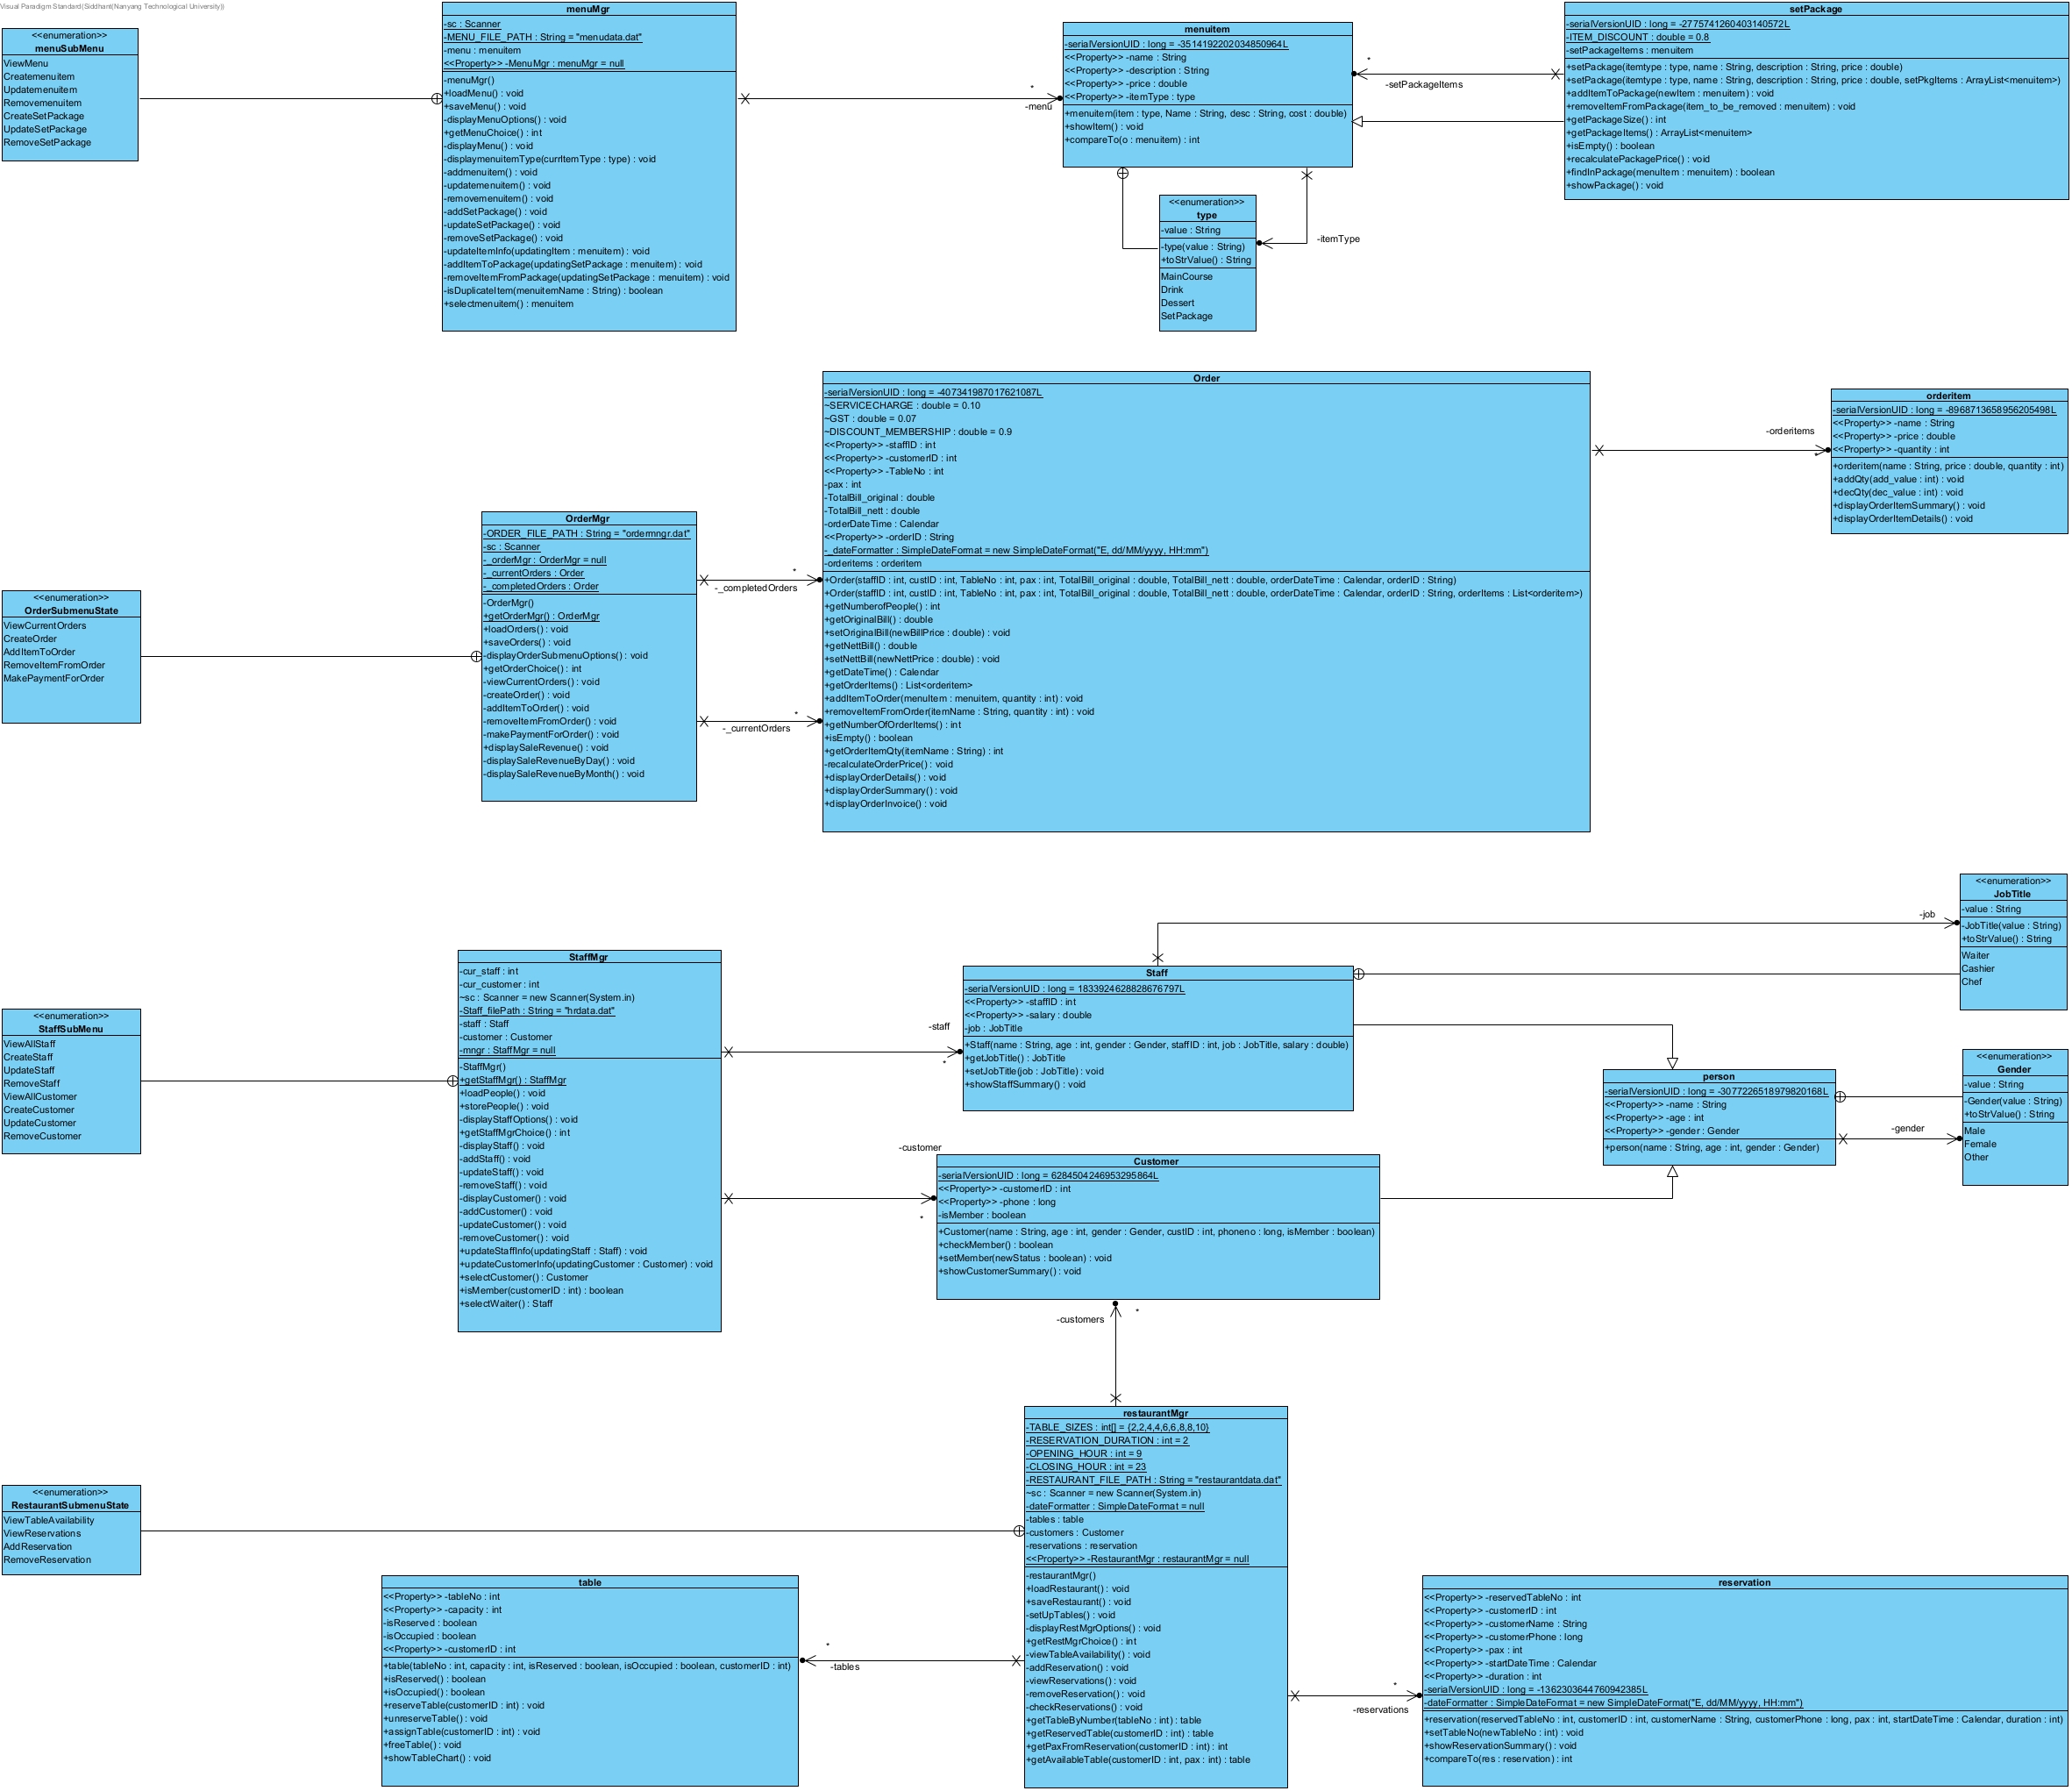 Visual Paradigm Standard(Siddhant(Nanyang Technological University))
<<enumeration>>
menuSubMenu
ViewMenu
Createmenuitem
Updatemenuitem
Removemenuitem
CreateSetPackage
UpdateSetPackage
RemoveSetPackage
menuMgr
-sc : Scanner
-MENU_FILE_PATH : String = "menudata.dat"
-menu : menuitem
<<Property>> -MenuMgr : menuMgr = null
-menuMgr()
+loadMenu() : void
+saveMenu() : void
-displayMenuOptions() : void
+getMenuChoice() : int
-displayMenu() : void
-displaymenuitemType(currItemType : type) : void
-addmenuitem() : void
-updatemenuitem() : void
-removemenuitem() : void
-addSetPackage() : void
-updateSetPackage() : void
-removeSetPackage() : void
-updateItemInfo(updatingItem : menuitem) : void
-addItemToPackage(updatingSetPackage : menuitem) : void
-removeItemFromPackage(updatingSetPackage : menuitem) : void
-isDuplicateItem(menuitemName : String) : boolean
+selectmenuitem() : menuitem
*
-menu
menuitem
-serialVersionUID : long = -3514192202034850964L
<<Property>> -name : String
<<Property>> -description : String
<<Property>> -price : double
<<Property>> -itemType : type
+menuitem(item : type, Name : String, desc : String, cost : double)
+showItem() : void
+compareTo(o : menuitem) : int
*
-setPackageItems
setPackage
-serialVersionUID : long = -2775741260403140572L
-ITEM_DISCOUNT : double = 0.8
-setPackageItems : menuitem
+setPackage(itemtype : type, name : String, description : String, price : double)
+setPackage(itemtype : type, name : String, description : String, price : double, setPkgItems : ArrayList<menuitem>)
+addItemToPackage(newItem : menuitem) : void
+removeItemFromPackage(item_to_be_removed : menuitem) : void
+getPackageSize() : int
+getPackageItems() : ArrayList<menuitem>
+isEmpty() : boolean
+recalculatePackagePrice() : void
+findInPackage(menuItem : menuitem) : boolean
+showPackage() : void
<<enumeration>>
type
-value : String
-type(value : String)
+toStrValue() : String
MainCourse
Drink
Dessert
SetPackage
-itemType
<<enumeration>>
OrderSubmenuState
ViewCurrentOrders
CreateOrder
AddItemToOrder
RemoveItemFromOrder
MakePaymentForOrder
OrderMgr
-ORDER_FILE_PATH : String = "ordermngr.dat"
-sc : Scanner
-_orderMgr : OrderMgr = null
-_currentOrders : Order
-_completedOrders : Order
-OrderMgr()
+getOrderMgr() : OrderMgr
+loadOrders() : void
+saveOrders() : void
-displayOrderSubmenuOptions() : void
+getOrderChoice() : int
-viewCurrentOrders() : void
-createOrder() : void
-addItemToOrder() : void
-removeItemFromOrder() : void
-makePaymentForOrder() : void
+displaySaleRevenue() : void
-displaySaleRevenueByDay() : void
-displaySaleRevenueByMonth() : void
*
-_completedOrders
*
-_currentOrders
Order
-serialVersionUID : long = -407341987017621087L
~SERVICECHARGE : double = 0.10
~GST : double = 0.07
~DISCOUNT_MEMBERSHIP : double = 0.9
<<Property>> -staffID : int
<<Property>> -customerID : int
<<Property>> -TableNo : int
-pax : int
-TotalBill_original : double
-TotalBill_nett : double
-orderDateTime : Calendar
<<Property>> -orderID : String
-_dateFormatter : SimpleDateFormat = new SimpleDateFormat("E, dd/MM/yyyy, HH:mm")
-orderitems : orderitem
+Order(staffID : int, custID : int, TableNo : int, pax : int, TotalBill_original : double, TotalBill_nett : double, orderDateTime : Calendar, orderID : String)
+Order(staffID : int, custID : int, TableNo : int, pax : int, TotalBill_original : double, TotalBill_nett : double, orderDateTime : Calendar, orderID : String, orderItems : List<orderitem>)
+getNumberofPeople() : int
+getOriginalBill() : double
+setOriginalBill(newBillPrice : double) : void
+getNettBill() : double
+setNettBill(newNettPrice : double) : void
+getDateTime() : Calendar
+getOrderItems() : List<orderitem>
+addItemToOrder(menuItem : menuitem, quantity : int) : void
+removeItemFromOrder(itemName : String, quantity : int) : void
+getNumberOfOrderItems() : int
+isEmpty() : boolean
+getOrderItemQty(itemName : String) : int
-recalculateOrderPrice() : void
+displayOrderDetails() : void
+displayOrderSummary() : void
+displayOrderInvoice() : void
-orderitems
*
orderitem
-serialVersionUID : long = -8968713658956205498L
<<Property>> -name : String
<<Property>> -price : double
<<Property>> -quantity : int
+orderitem(name : String, price : double, quantity : int)
+addQty(add_value : int) : void
+decQty(dec_value : int) : void
+displayOrderItemSummary() : void
+displayOrderItemDetails() : void
<<enumeration>>
StaffSubMenu
ViewAllStaff
CreateStaff
UpdateStaff
RemoveStaff
ViewAllCustomer
CreateCustomer
UpdateCustomer
RemoveCustomer
StaffMgr
-cur_staff : int
-cur_customer : int
~sc : Scanner = new Scanner(System.in)
-Staff_filePath : String = "hrdata.dat"
-staff : Staff
-customer : Customer
-mngr : StaffMgr = null
-StaffMgr()
+getStaffMgr() : StaffMgr
+loadPeople() : void
+storePeople() : void
-displayStaffOptions() : void
+getStaffMgrChoice() : int
-displayStaff() : void
-addStaff() : void
-updateStaff() : void
-removeStaff() : void
-displayCustomer() : void
-addCustomer() : void
-updateCustomer() : void
-removeCustomer() : void
+updateStaffInfo(updatingStaff : Staff) : void
+updateCustomerInfo(updatingCustomer : Customer) : void
+selectCustomer() : Customer
+isMember(customerID : int) : boolean
+selectWaiter() : Staff
-staff
*
-customer
*
Staff
-serialVersionUID : long = 1833924628828676797L
<<Property>> -staffID : int
<<Property>> -salary : double
-job : JobTitle
+Staff(name : String, age : int, gender : Gender, staffID : int, job : JobTitle, salary : double)
+getJobTitle() : JobTitle
+setJobTitle(job : JobTitle) : void
+showStaffSummary() : void
-job
<<enumeration>>
JobTitle
-value : String
-JobTitle(value : String)
+toStrValue() : String
Waiter
Cashier
Chef
person
-serialVersionUID : long = -3077226518979820168L
<<Property>> -name : String
<<Property>> -age : int
<<Property>> -gender : Gender
+person(name : String, age : int, gender : Gender)
-gender
<<enumeration>>
Gender
-value : String
-Gender(value : String)
+toStrValue() : String
Male
Female
Other
Customer
-serialVersionUID : long = 6284504246953295864L
<<Property>> -customerID : int
<<Property>> -phone : long
-isMember : boolean
+Customer(name : String, age : int, gender : Gender, custID : int, phoneno : long, isMember : boolean)
+checkMember() : boolean
+setMember(newStatus : boolean) : void
+showCustomerSummary() : void
*
-customers
<<enumeration>>
RestaurantSubmenuState
ViewTableAvailability
ViewReservations
AddReservation
RemoveReservation
restaurantMgr
-TABLE_SIZES : int[] = {2,2,4,4,6,6,8,8,10}
-RESERVATION_DURATION : int = 2
-OPENING_HOUR : int = 9
-CLOSING_HOUR : int = 23
-RESTAURANT_FILE_PATH : String = "restaurantdata.dat"
~sc : Scanner = new Scanner(System.in)
-dateFormatter : SimpleDateFormat = null
-tables : table
-customers : Customer
-reservations : reservation
<<Property>> -RestaurantMgr : restaurantMgr = null
-restaurantMgr()
+loadRestaurant() : void
+saveRestaurant() : void
-setUpTables() : void
-displayRestMgrOptions() : void
+getRestMgrChoice() : int
-viewTableAvailability() : void
-addReservation() : void
-viewReservations() : void
-removeReservation() : void
-checkReservations() : void
+getTableByNumber(tableNo : int) : table
+getReservedTable(customerID : int) : table
+getPaxFromReservation(customerID : int) : int
+getAvailableTable(customerID : int, pax : int) : table
table
<<Property>> -tableNo : int
<<Property>> -capacity : int
-isReserved : boolean
-isOccupied : boolean
<<Property>> -customerID : int
+table(tableNo : int, capacity : int, isReserved : boolean, isOccupied : boolean, customerID : int)
+isReserved() : boolean
+isOccupied() : boolean
+reserveTable(customerID : int) : void
+unreserveTable() : void
+assignTable(customerID : int) : void
+freeTable() : void
+showTableChart() : void
*
-tables
*
-reservations
reservation
<<Property>> -reservedTableNo : int
<<Property>> -customerID : int
<<Property>> -customerName : String
<<Property>> -customerPhone : long
<<Property>> -pax : int
<<Property>> -startDateTime : Calendar
<<Property>> -duration : int
-serialVersionUID : long = -1362303644760942385L
-dateFormatter : SimpleDateFormat = new SimpleDateFormat("E, dd/MM/yyyy, HH:mm")
+reservation(reservedTableNo : int, customerID : int, customerName : String, customerPhone : long, pax : int, startDateTime : Calendar, duration : int)
+setTableNo(newTableNo : int) : void
+showReservationSummary() : void
+compareTo(res : reservation) : int